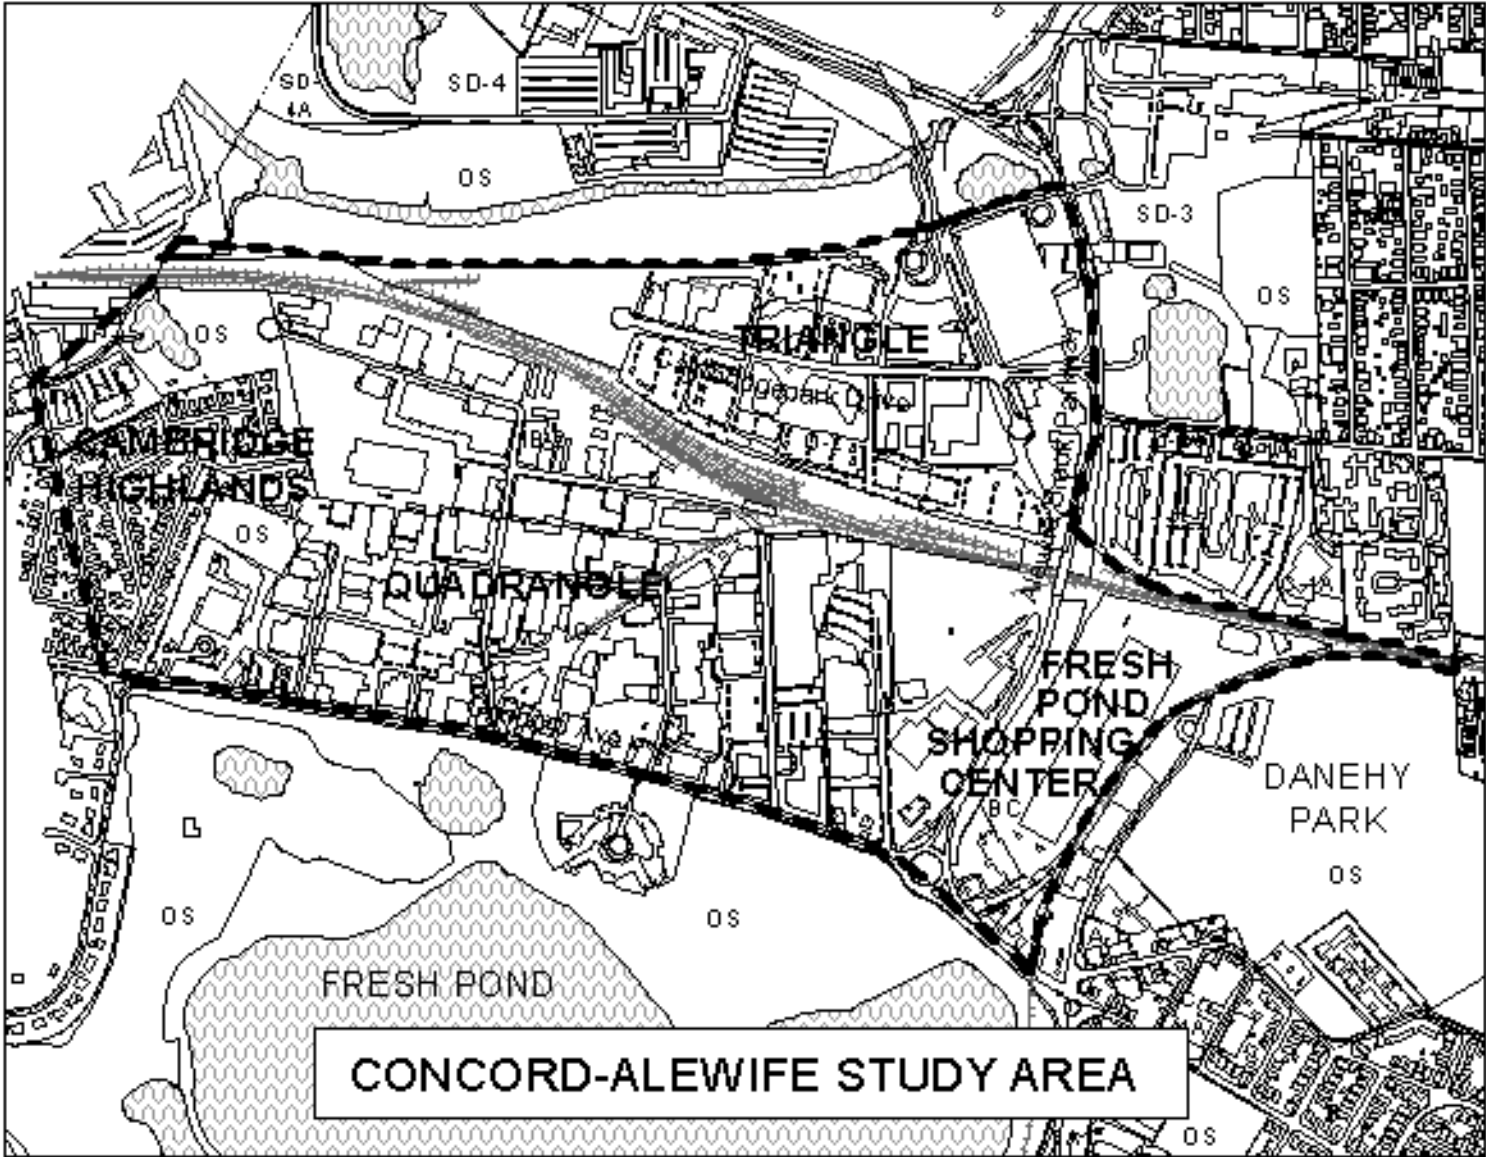 SD-4
SD
4A
OS
SD-3
OS
OS
TRIANGLE
CAMBRIDGE
HIGHLANDS
OS
QUADRANGLE
FRESH
POND
SHOPPING
CENTER
BC
DANEHY
PARK
OS
OS
OS
FRESH POND
CONCORD-ALEWIFE STUDY AREA
OS